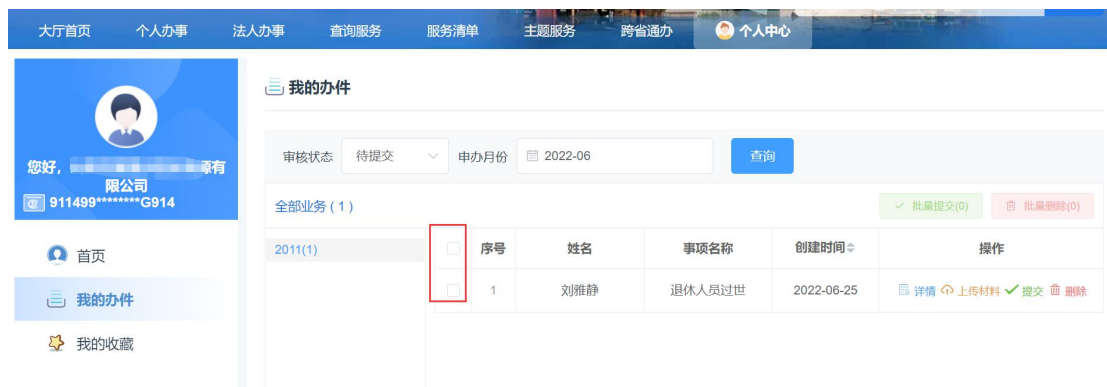 大厅首页 个人办事 法人办事 查询服务 服务清单 主题服务 跨省通办 个人中心
我的办件
您好, 有
限公司
911499********G914
审核状态 待提交 申办月份 2022-06 查询
全部业务 ( 1 ) 批量提交(0) 批量删除(0)
首页
我的办件
我的收藏
2011(1)
序号 姓名 事项名称 创建时间 操作
1 刘雅静 退休人员过世 2022-06-25 详情 上传材料 提交 删除